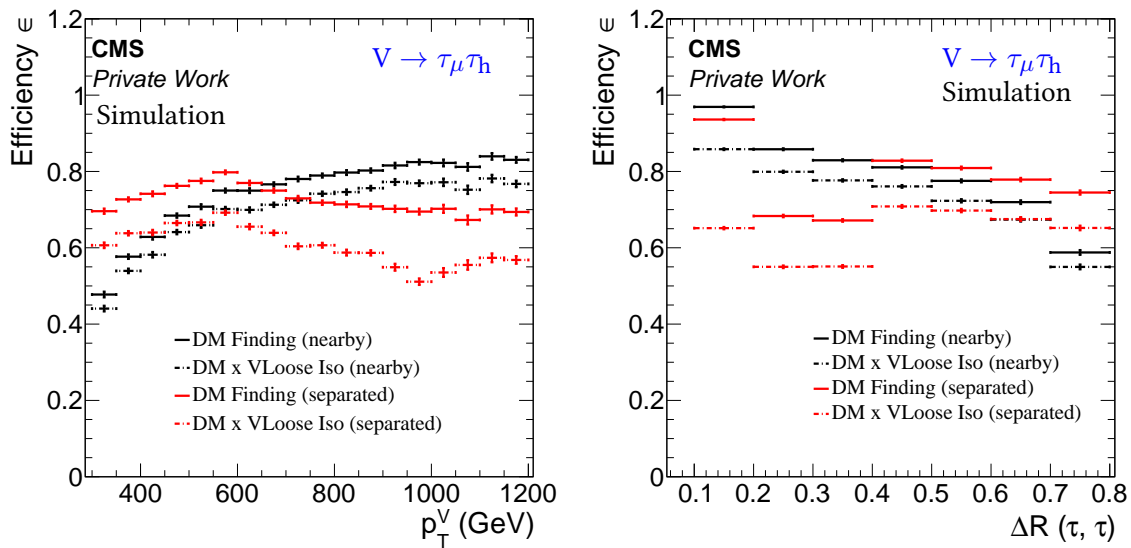 Efficiency ϵ
1.2
1
0.8
0.6
0.4
0.2
0
CMS
Private Work
Simulation
V → τμτh
DM Finding (nearby)
DM x VLoose Iso (nearby)
DM Finding (separated)
DM x VLoose Iso (separated)
400 600 800 1000 1200
p_T^V (GeV)
Efficiency ϵ
1.2
1
0.8
0.6
0.4
0.2
0
CMS
Private Work
V → τμτh
Simulation
DM Finding (nearby)
DM x VLoose Iso (nearby)
DM Finding (separated)
DM x VLoose Iso (separated)
0.1 0.2 0.3 0.4 0.5 0.6 0.7 0.8
ΔR (τ, τ)